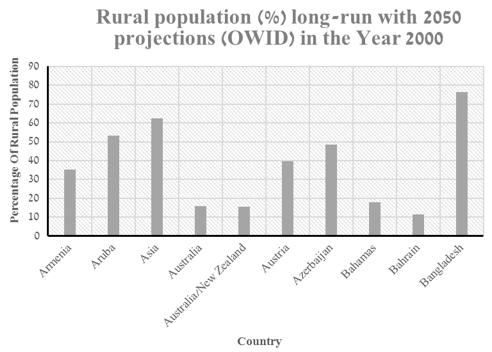 Rural population (%) long-run with 2050
projections (OWID) in the Year 2000
Percentage Of Rural Population
90
80
70
60
50
40
30
20
10
0
Armenia
Aruba
Asia
Australia
Australia/New Zealand
Austria
Azerbaijan
Bahamas
Bahrain
Bangladesh
Country